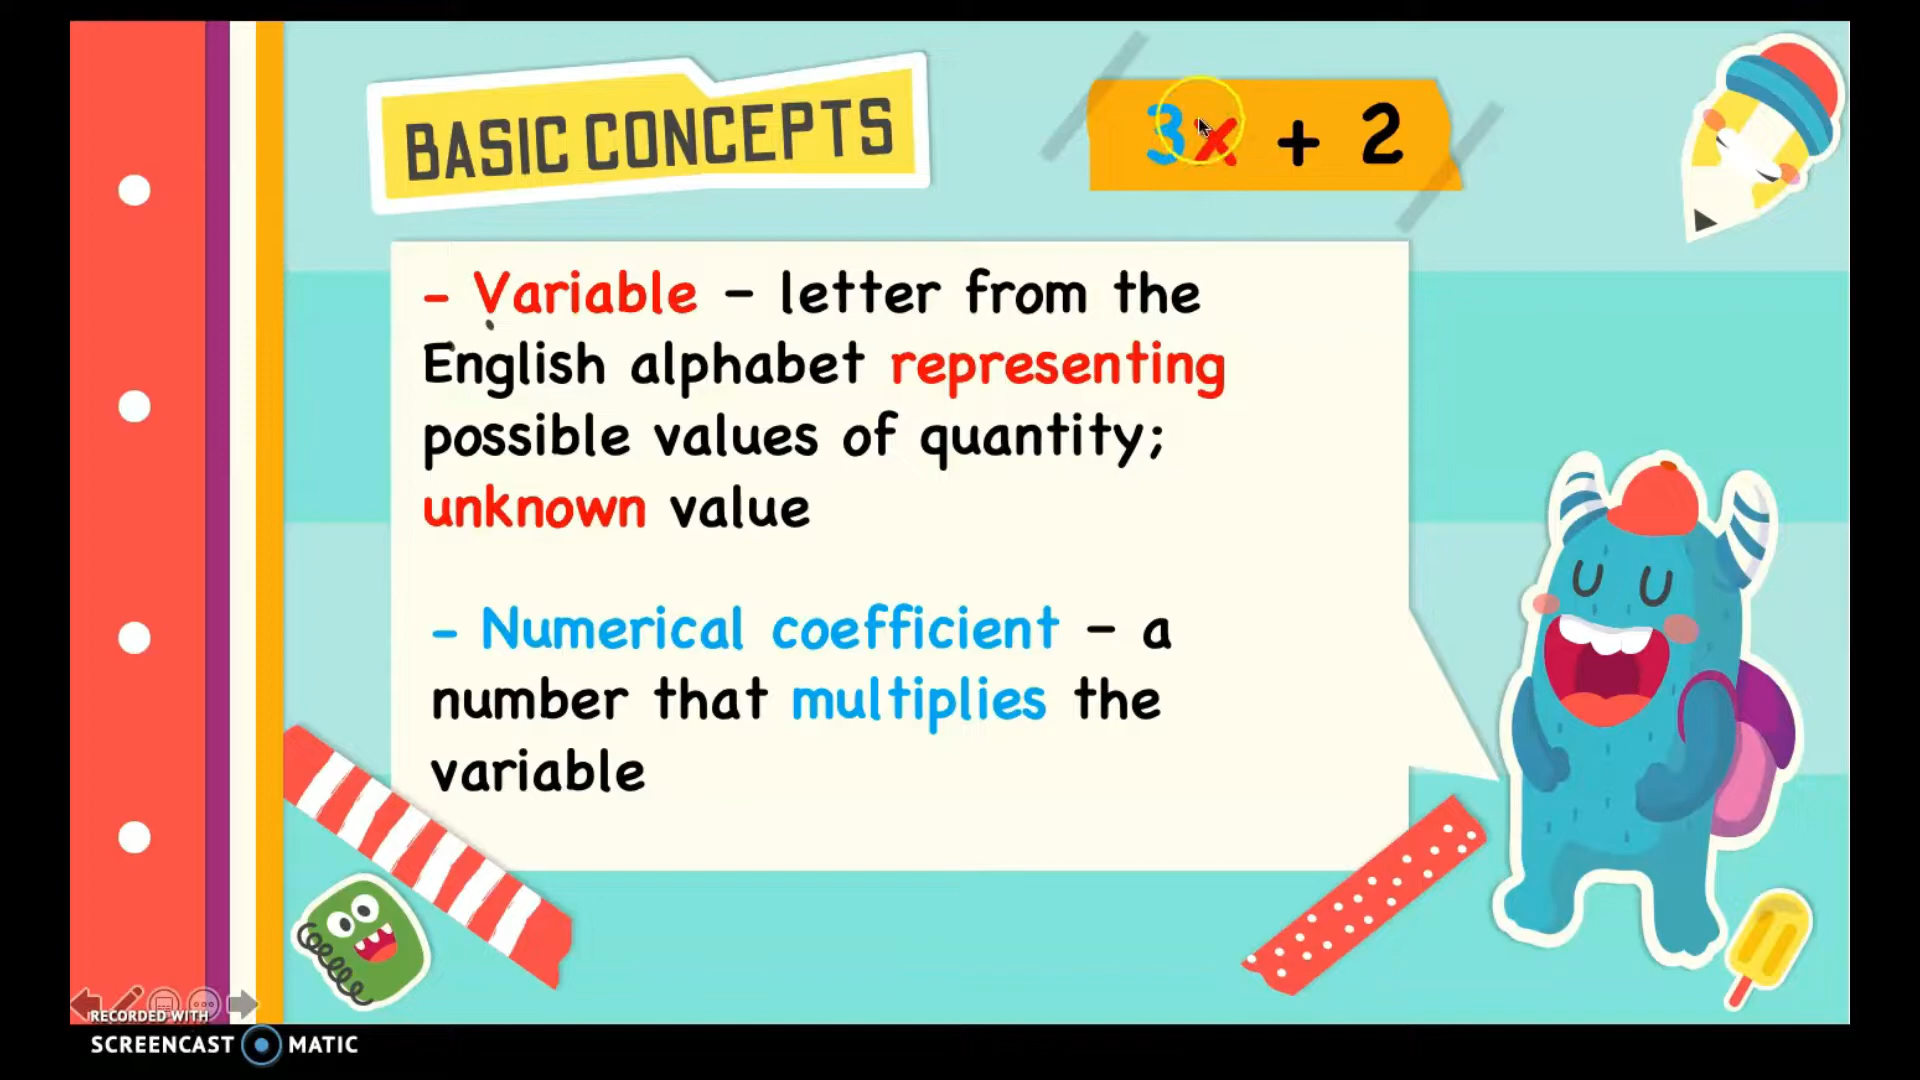 BASIC CONCEPTS
3x + 2
- Variable – letter from the
English alphabet representing
possible values of quantity;
unknown value
- Numerical coefficient – a
number that multiplies the
variable
RECORDED WITH
SCREENCAST MATIC